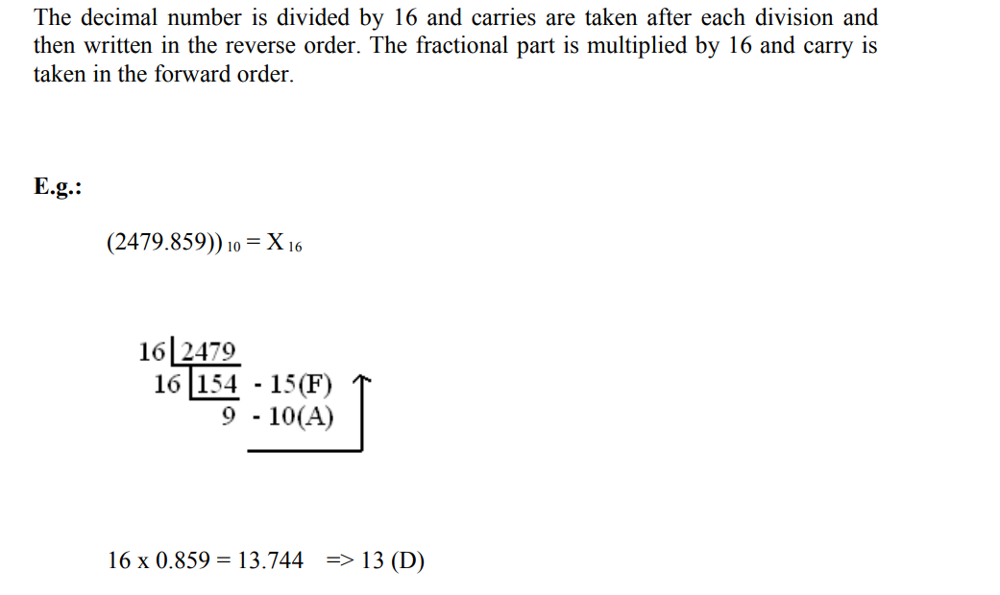 The decimal number is divided by 16 and carries are taken after each division and
then written in the reverse order. The fractional part is multiplied by 16 and carry is
taken in the forward order.
E.g.:
(2479.859)) 10 = X 16
16 2479
16 154 - 15(F)
9 - 10(A)
16 x 0.859 = 13.744 => 13 (D)